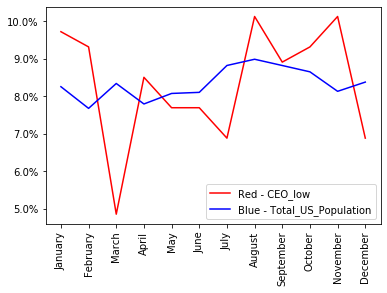 10.0%
9.0%
8.0%
7.0%
6.0%
5.0%
Red - CEO_low
Blue - Total_US_Population
January
February
March
April
May
June
July
August
September
October
November
December